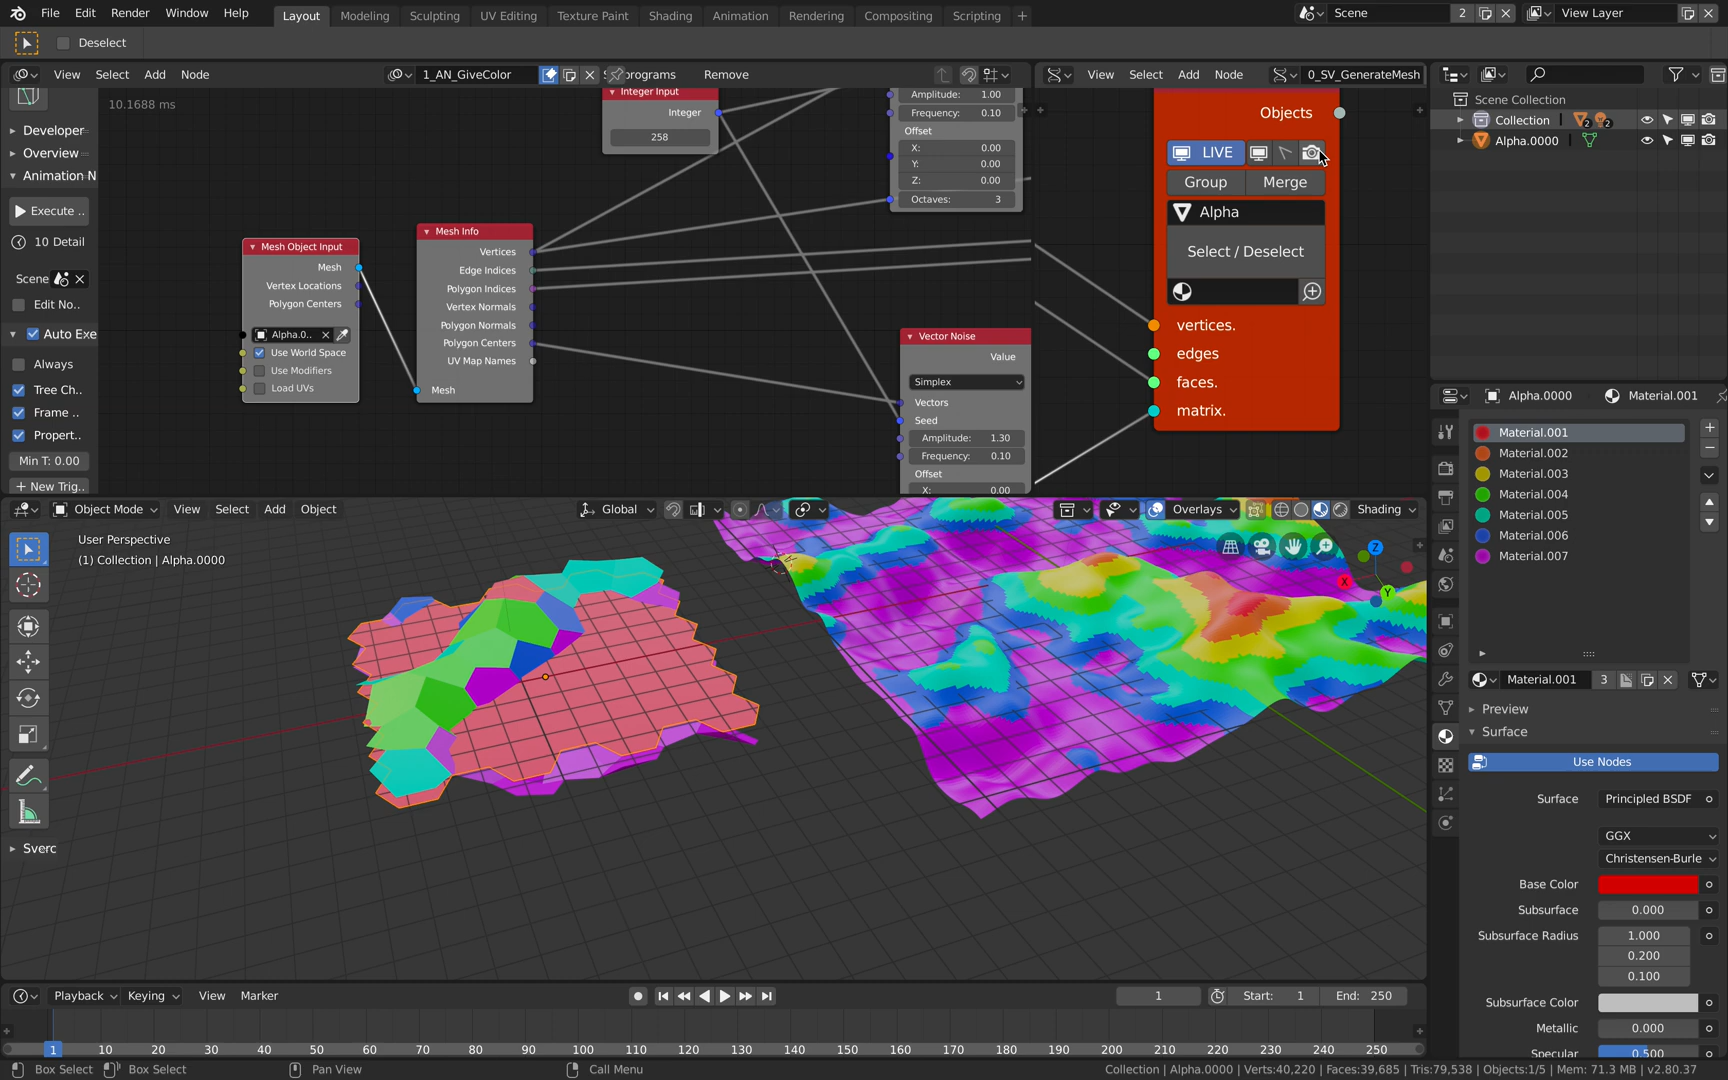 File Edit Render Window Help
Layout Modeling Sculpting UV Editing Texture Paint Shading Animation Rendering Compositing Scripting +
Scene 2
View Layer
Deselect
View Select Add Node
1_AN_GiveColor
Remove
View Select Add Node
0_SV_GenerateMesh
10.1688 ms
Developer
Overview
Animation N
Execute ..
10 Detail
Scene
Edit No..
Auto Exe
Always
Tree Ch..
Frame ..
Propert..
Min T: 0.00
+ New Trig..
Integer Input
Integer
258
Mesh Object Input
Mesh
Vertex Locations
Polygon Centers
Alpha.0..
Use World Space
Use Modifiers
Load UVs
Mesh Info
Vertices
Edge Indices
Polygon Indices
Vertex Normals
Polygon Normals
Polygon Centers
UV Map Names
Mesh
Amplitude: 1.00
Frequency: 0.10
Offset
X: 0.00
Y: 0.00
Z: 0.00
Octaves: 3
Vector Noise
Value
Simplex
Vectors
Seed
Amplitude: 1.30
Frequency: 0.10
Offset
X: 0.00
Objects
LIVE
Group Merge
Alpha
Select / Deselect
vertices.
edges
faces.
matrix.
Scene Collection
Collection 2 2
Alpha.0000
Alpha.0000 Material.001
Material.001
Material.002
Material.003
Material.004
Material.005
Material.006
Material.007
Material.001 3
Preview
Surface
Use Nodes
Surface Principled BSDF
GGX
Christensen-Burle
Base Color
Subsurface 0.000
Subsurface Radius 1.000
0.200
0.100
Subsurface Color
Metallic 0.000
Specular 0.500
Object Mode View Select Add Object
Global
Overlays
Shading
User Perspective
(1) Collection | Alpha.0000
Z
X
Y
Sverc
Playback Keying View Marker
1
Start: 1
End: 250
1 10 20 30 40 50 60 70 80 90 100 110 120 130 140 150 160 170 180 190 200 210 220 230 240 250
Box Select
Box Select
Pan View
Call Menu
Collection | Alpha.0000 | Verts:40,220 | Faces:39,685 | Tris:79,538 | Objects:1/5 | Mem: 71.3 MB | v2.80.37